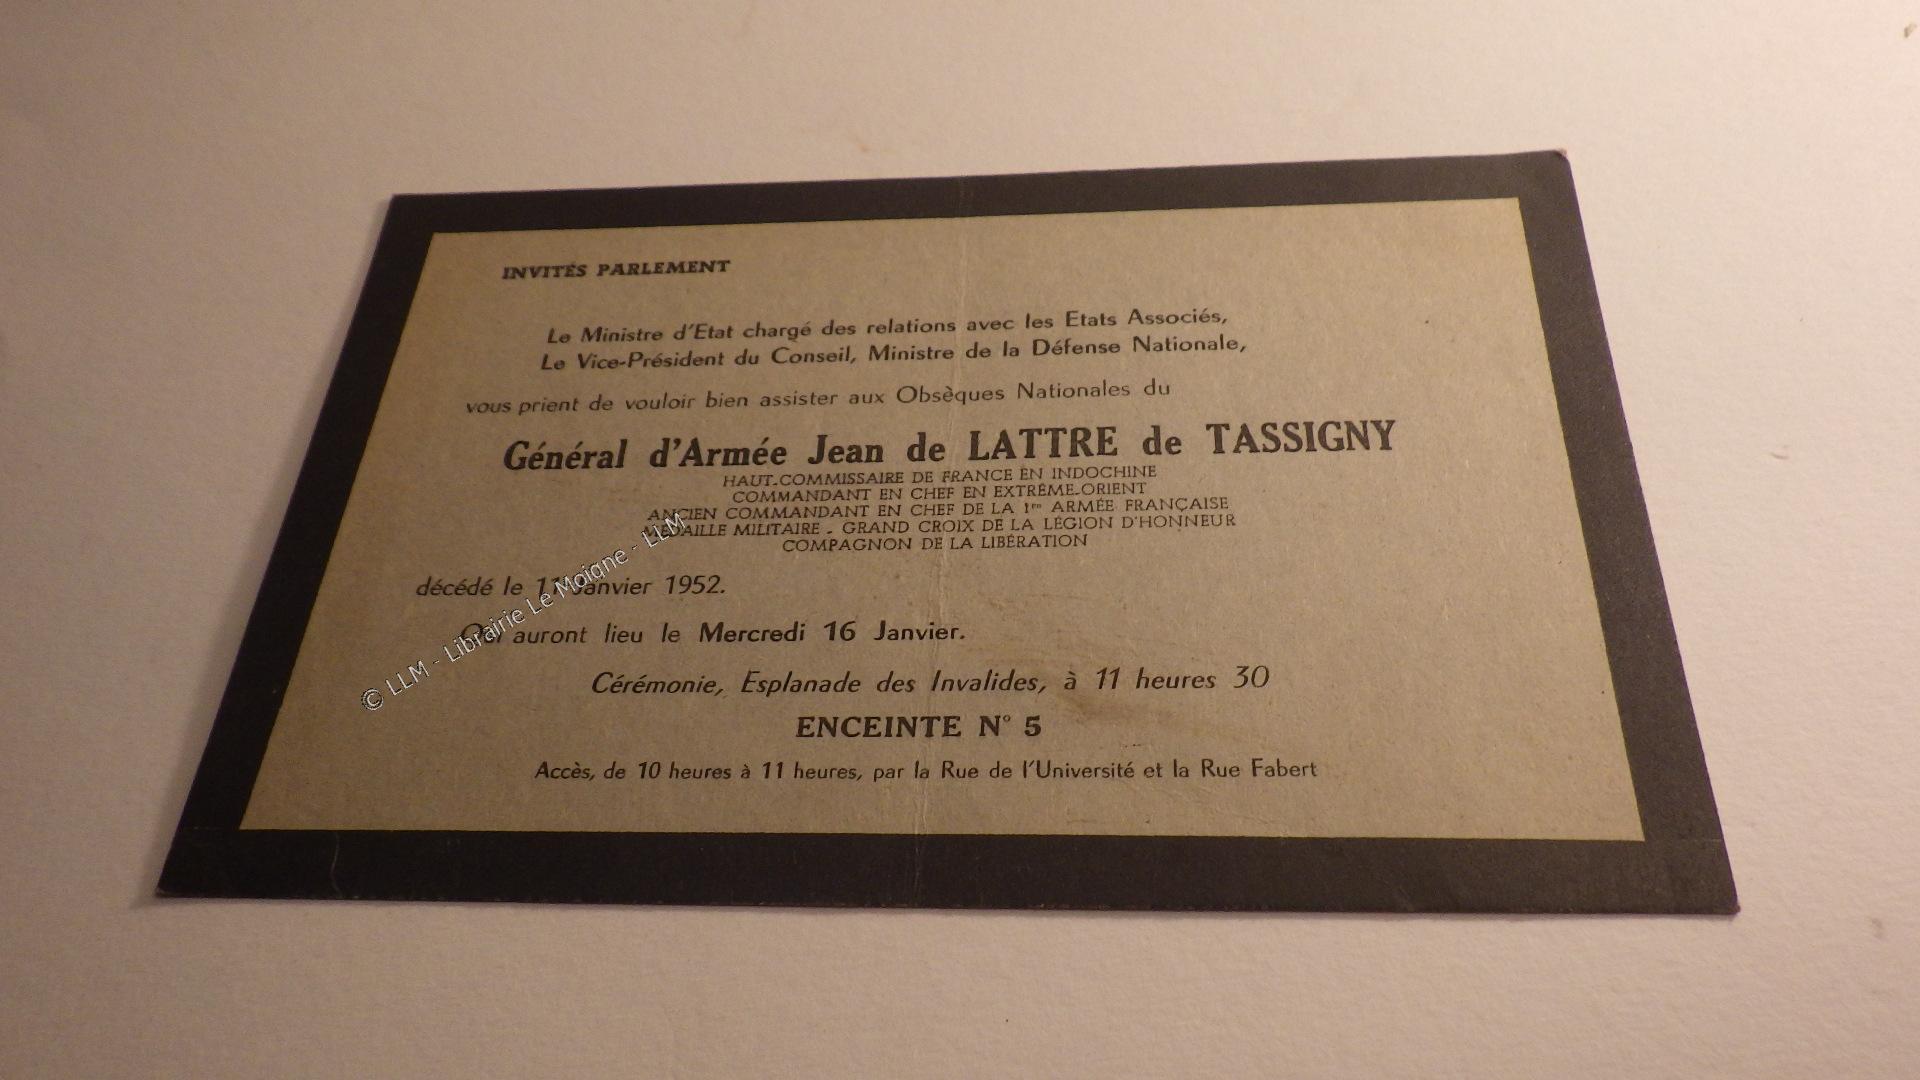 INVITÉS PARLEMENT
Le Ministre d'Etat chargé des relations avec les Etats Associés,
Le Vice-Président du Conseil, Ministre de la Défense Nationale,
vous prient de vouloir bien assister aux Obsèques Nationales du
Général d'Armée Jean de LATTRE de TASSIGNY
HAUT-COMMISSAIRE DE FRANCE EN INDOCHINE
COMMANDANT EN CHEF EN EXTRÊME-ORIENT
ANCIEN COMMANDANT EN CHEF DE LA 1re ARMÉE FRANÇAISE
MÉDAILLE MILITAIRE - GRAND CROIX DE LA LÉGION D'HONNEUR
COMPAGNON DE LA LIBÉRATION
décédé le 11 Janvier 1952.
Qui auront lieu le Mercredi 16 Janvier.
Cérémonie, Esplanade des Invalides, à 11 heures 30
ENCEINTE N° 5
Accès, de 10 heures à 11 heures, par la Rue de l'Université et la Rue Fabert
© LLM - Librairie Le Moigne - LLM